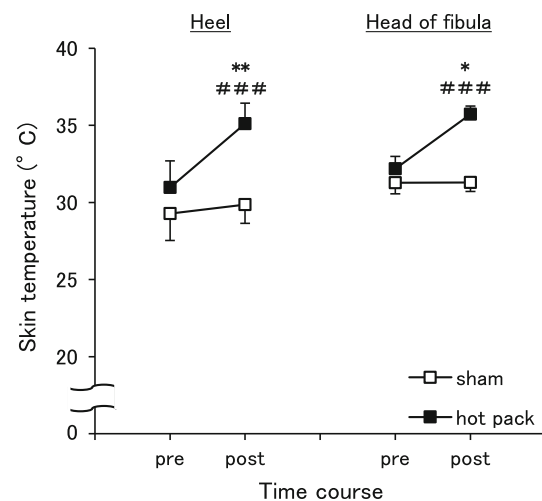 Heel Head of fibula
40
** *
### ###
35
30
25
20
0
Skin temperature (° C)
sham
hot pack
pre post pre post
Time course